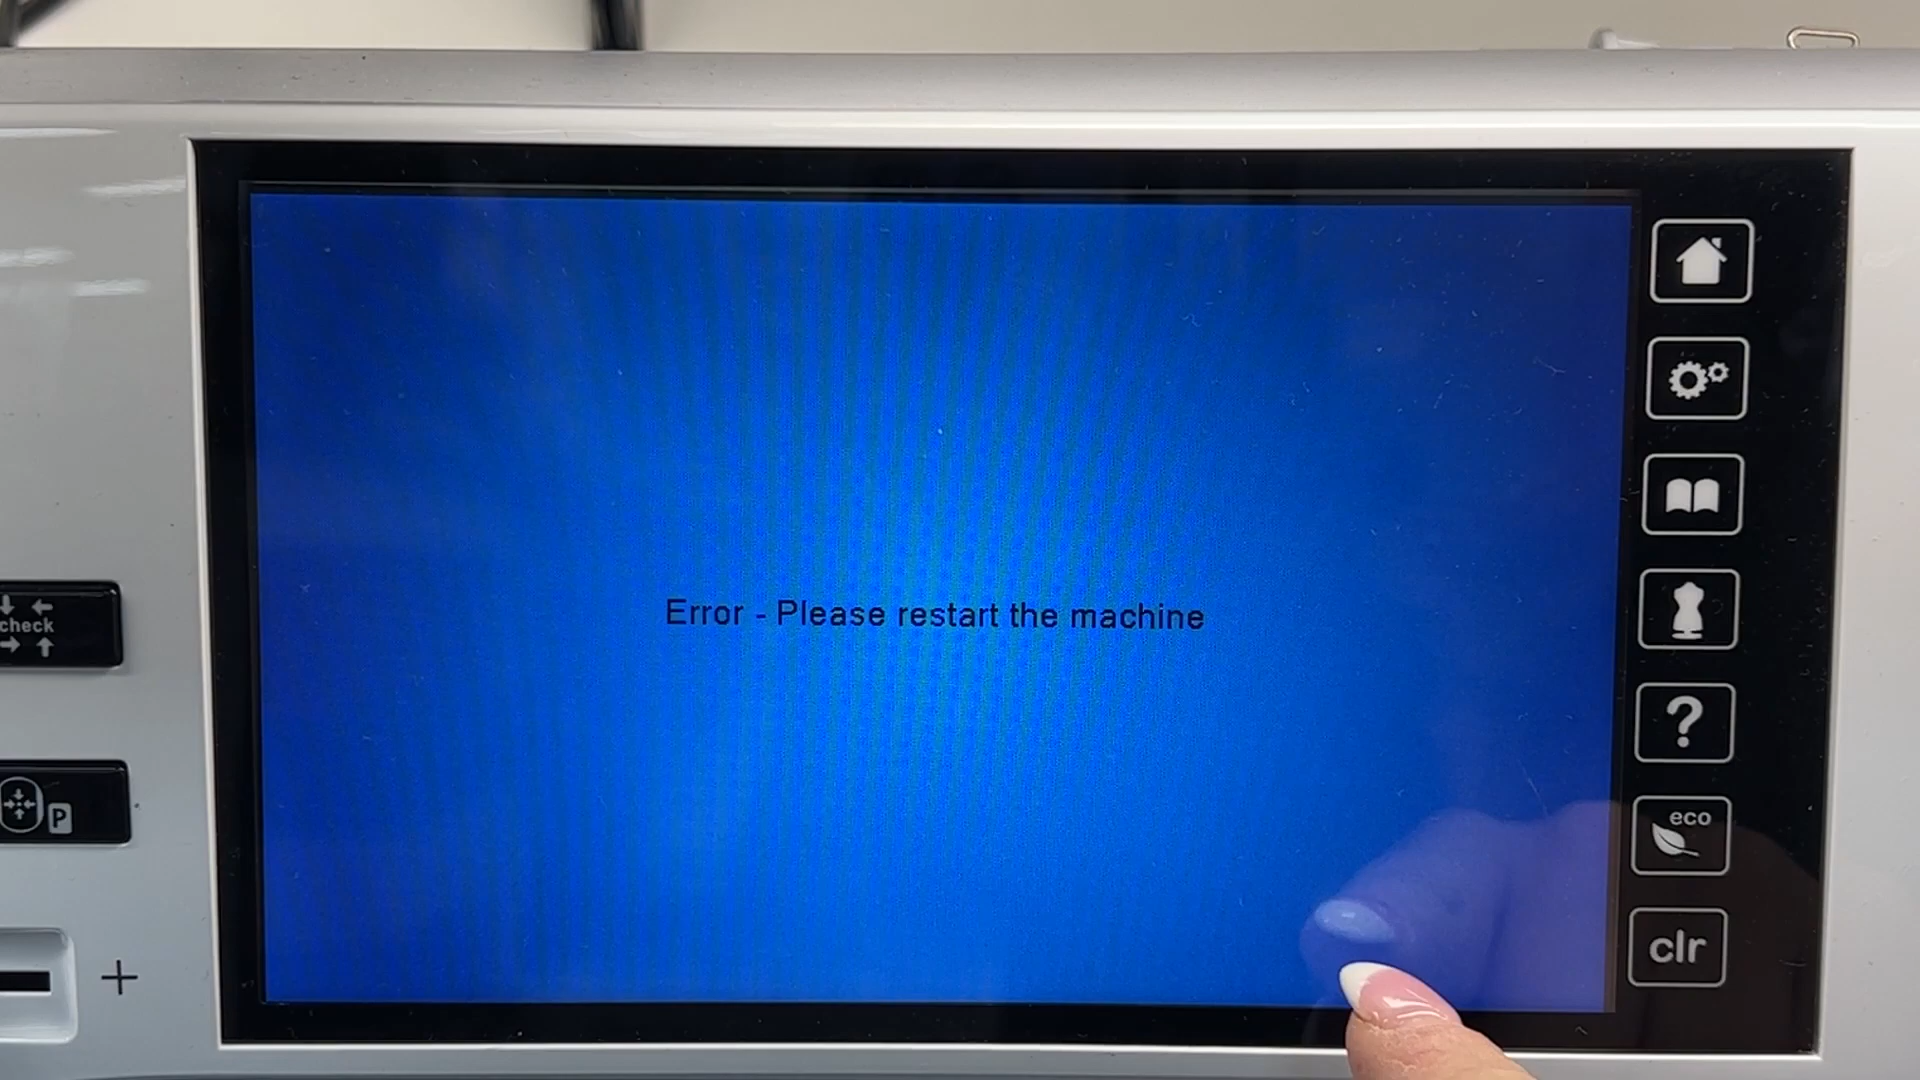 Error - Please restart the machine
check
P
?
eco
clr
+